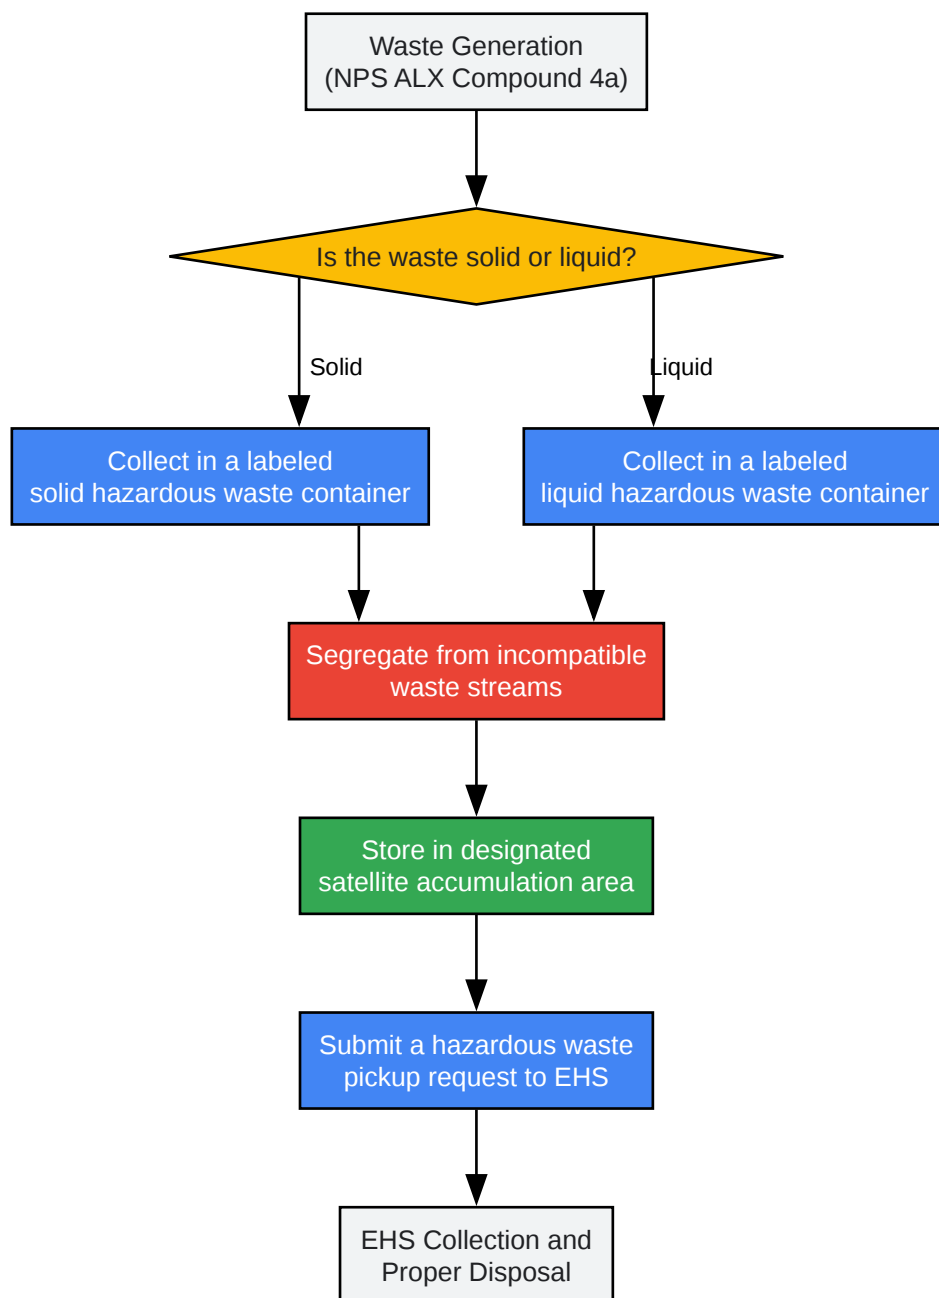 Waste Generation
(NPS ALX Compound 4a)
Is the waste solid or liquid?
Solid
Liquid
Collect in a labeled
solid hazardous waste container
Collect in a labeled
liquid hazardous waste container
Segregate from incompatible
waste streams
Store in designated
satellite accumulation area
Submit a hazardous waste
pickup request to EHS
EHS Collection and
Proper Disposal